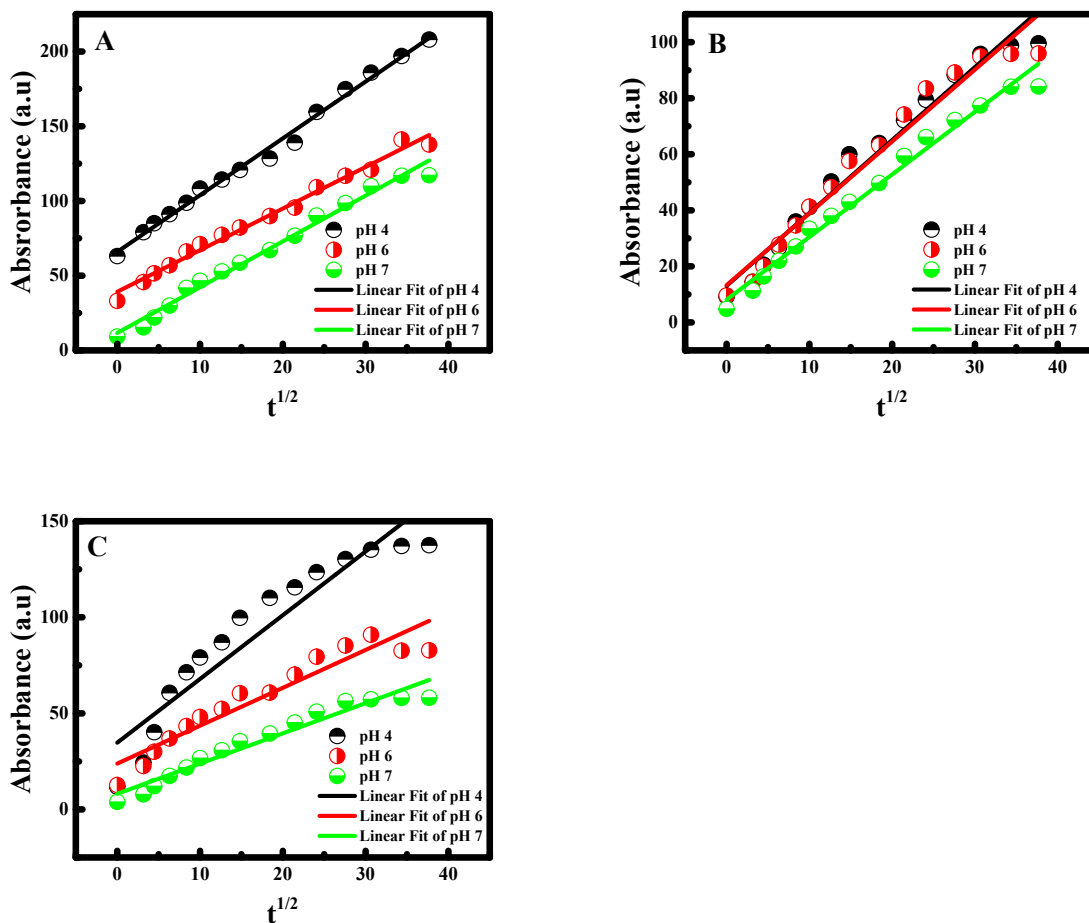 A
Absrorbance (a.u)
200
150
100
50
0
pH 4
pH 6
pH 7
Linear Fit of pH 4
Linear Fit of pH 6
Linear Fit of pH 7
0 10 20 30 40
t1/2
B
Absorbance (a.u)
100
80
60
40
20
0
pH 4
pH 6
pH 7
Linear Fit of pH 4
Linear Fit of pH 6
Linear Fit of pH 7
0 10 20 30 40
t1/2
C
Absorbance (a.u)
150
100
50
0
pH 4
pH 6
pH 7
Linear Fit of pH 4
Linear Fit of pH 6
Linear Fit of pH 7
0 10 20 30 40
t1/2